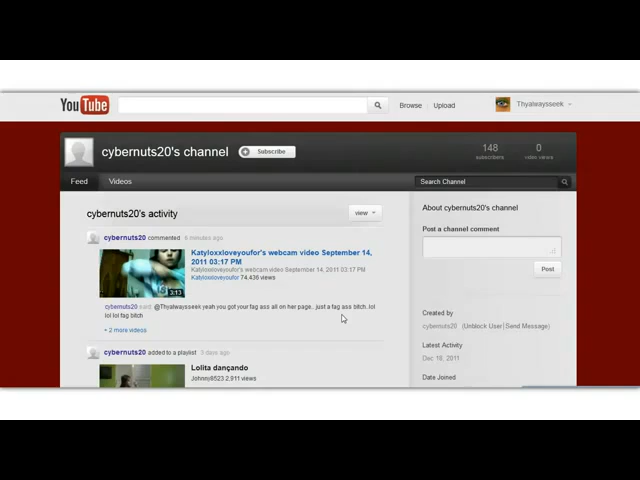 YouTube
Browse | Upload
Thyalwaysseek
cybernuts20's channel
Subscribe
148
subscribers
0
video views
Feed
Videos
Search Channel
cybernuts20's activity
view
About cybernuts20's channel
Post a channel comment
Post
cybernuts20 commented 6 minutes ago
Katyloxxloveyoufor's webcam video September 14,
2011 03:17 PM
Katyloxxloveyoufor's webcam video September 14, 2011 03:17 PM
Katyloxxloveyoufor 74,436 views
3:13
cybernuts20 said: @Thyalwaysseek yeah you got your fag ass all on her page.. just a fag ass bitch..lol
lol lol fag bitch
+ 2 more videos
Created by
cybernuts20 (Unblock User | Send Message)
Latest Activity
Dec 18, 2011
Date Joined
cybernuts20 added to a playlist 3 days ago
Lolita dançando
Johnnj8523 2,911 views